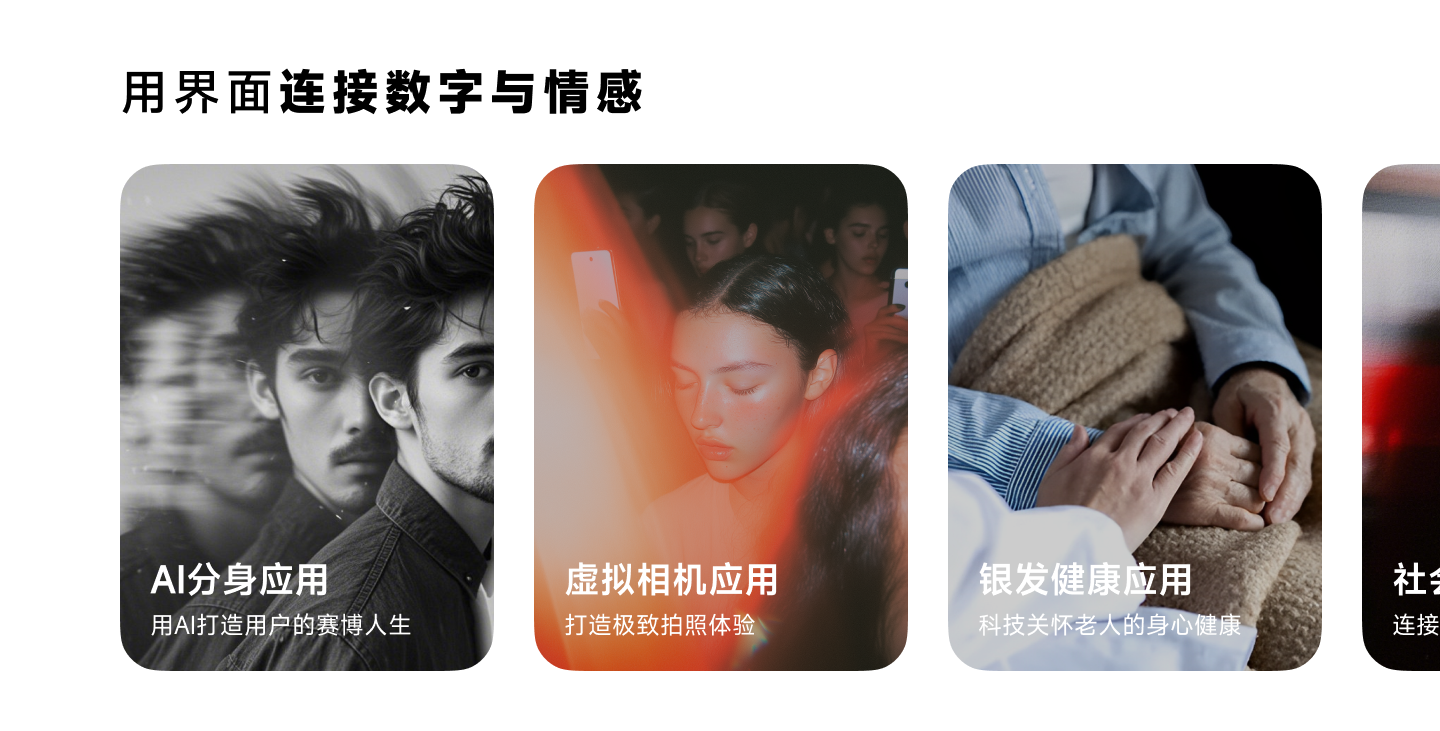 用界面连接数字与情感
AI分身应用
用AI打造用户的赛博人生
虚拟相机应用
打造极致拍照体验
银发健康应用
科技关怀老人的身心健康
社
连接